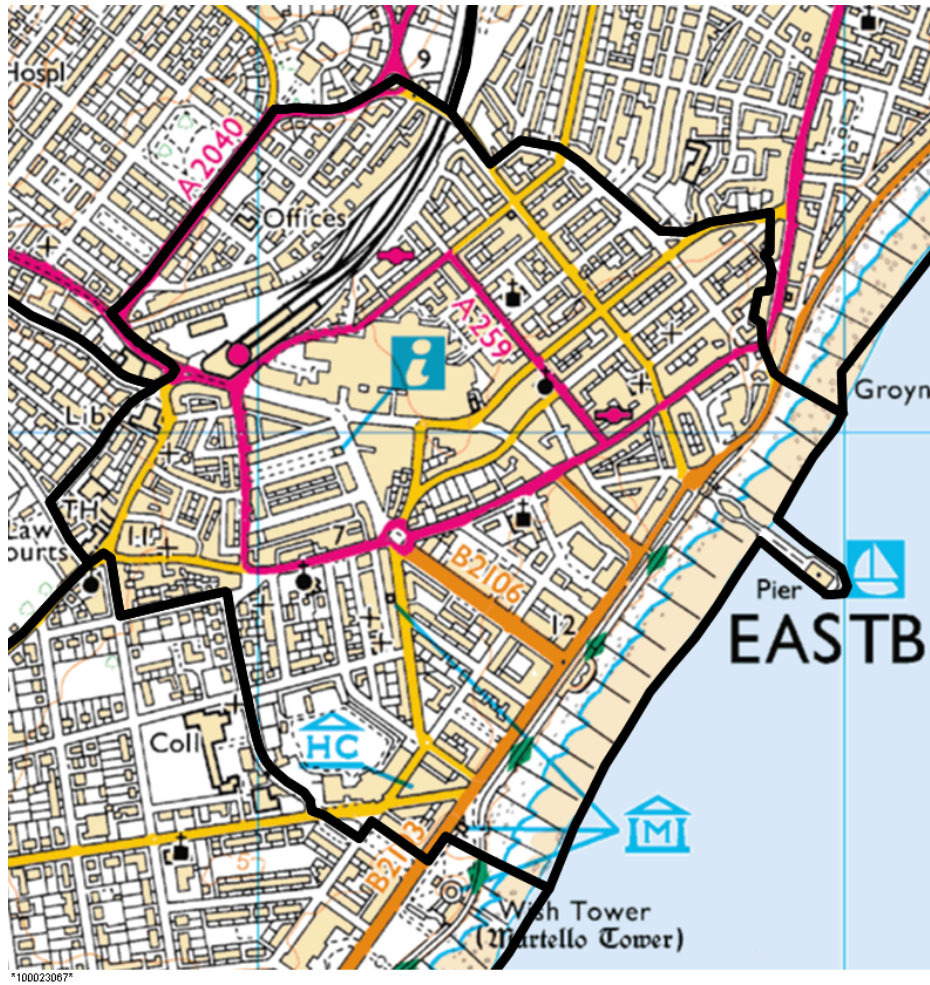 9
Hospl
A 2040
Offices
A 259
i
Groyn
Lib
TH
Law
ourts
11
7
B2106
Pier
12
EASTB
Coll
HC
M
B2103
5
Wish Tower
(Martello Tower)
*100023067*